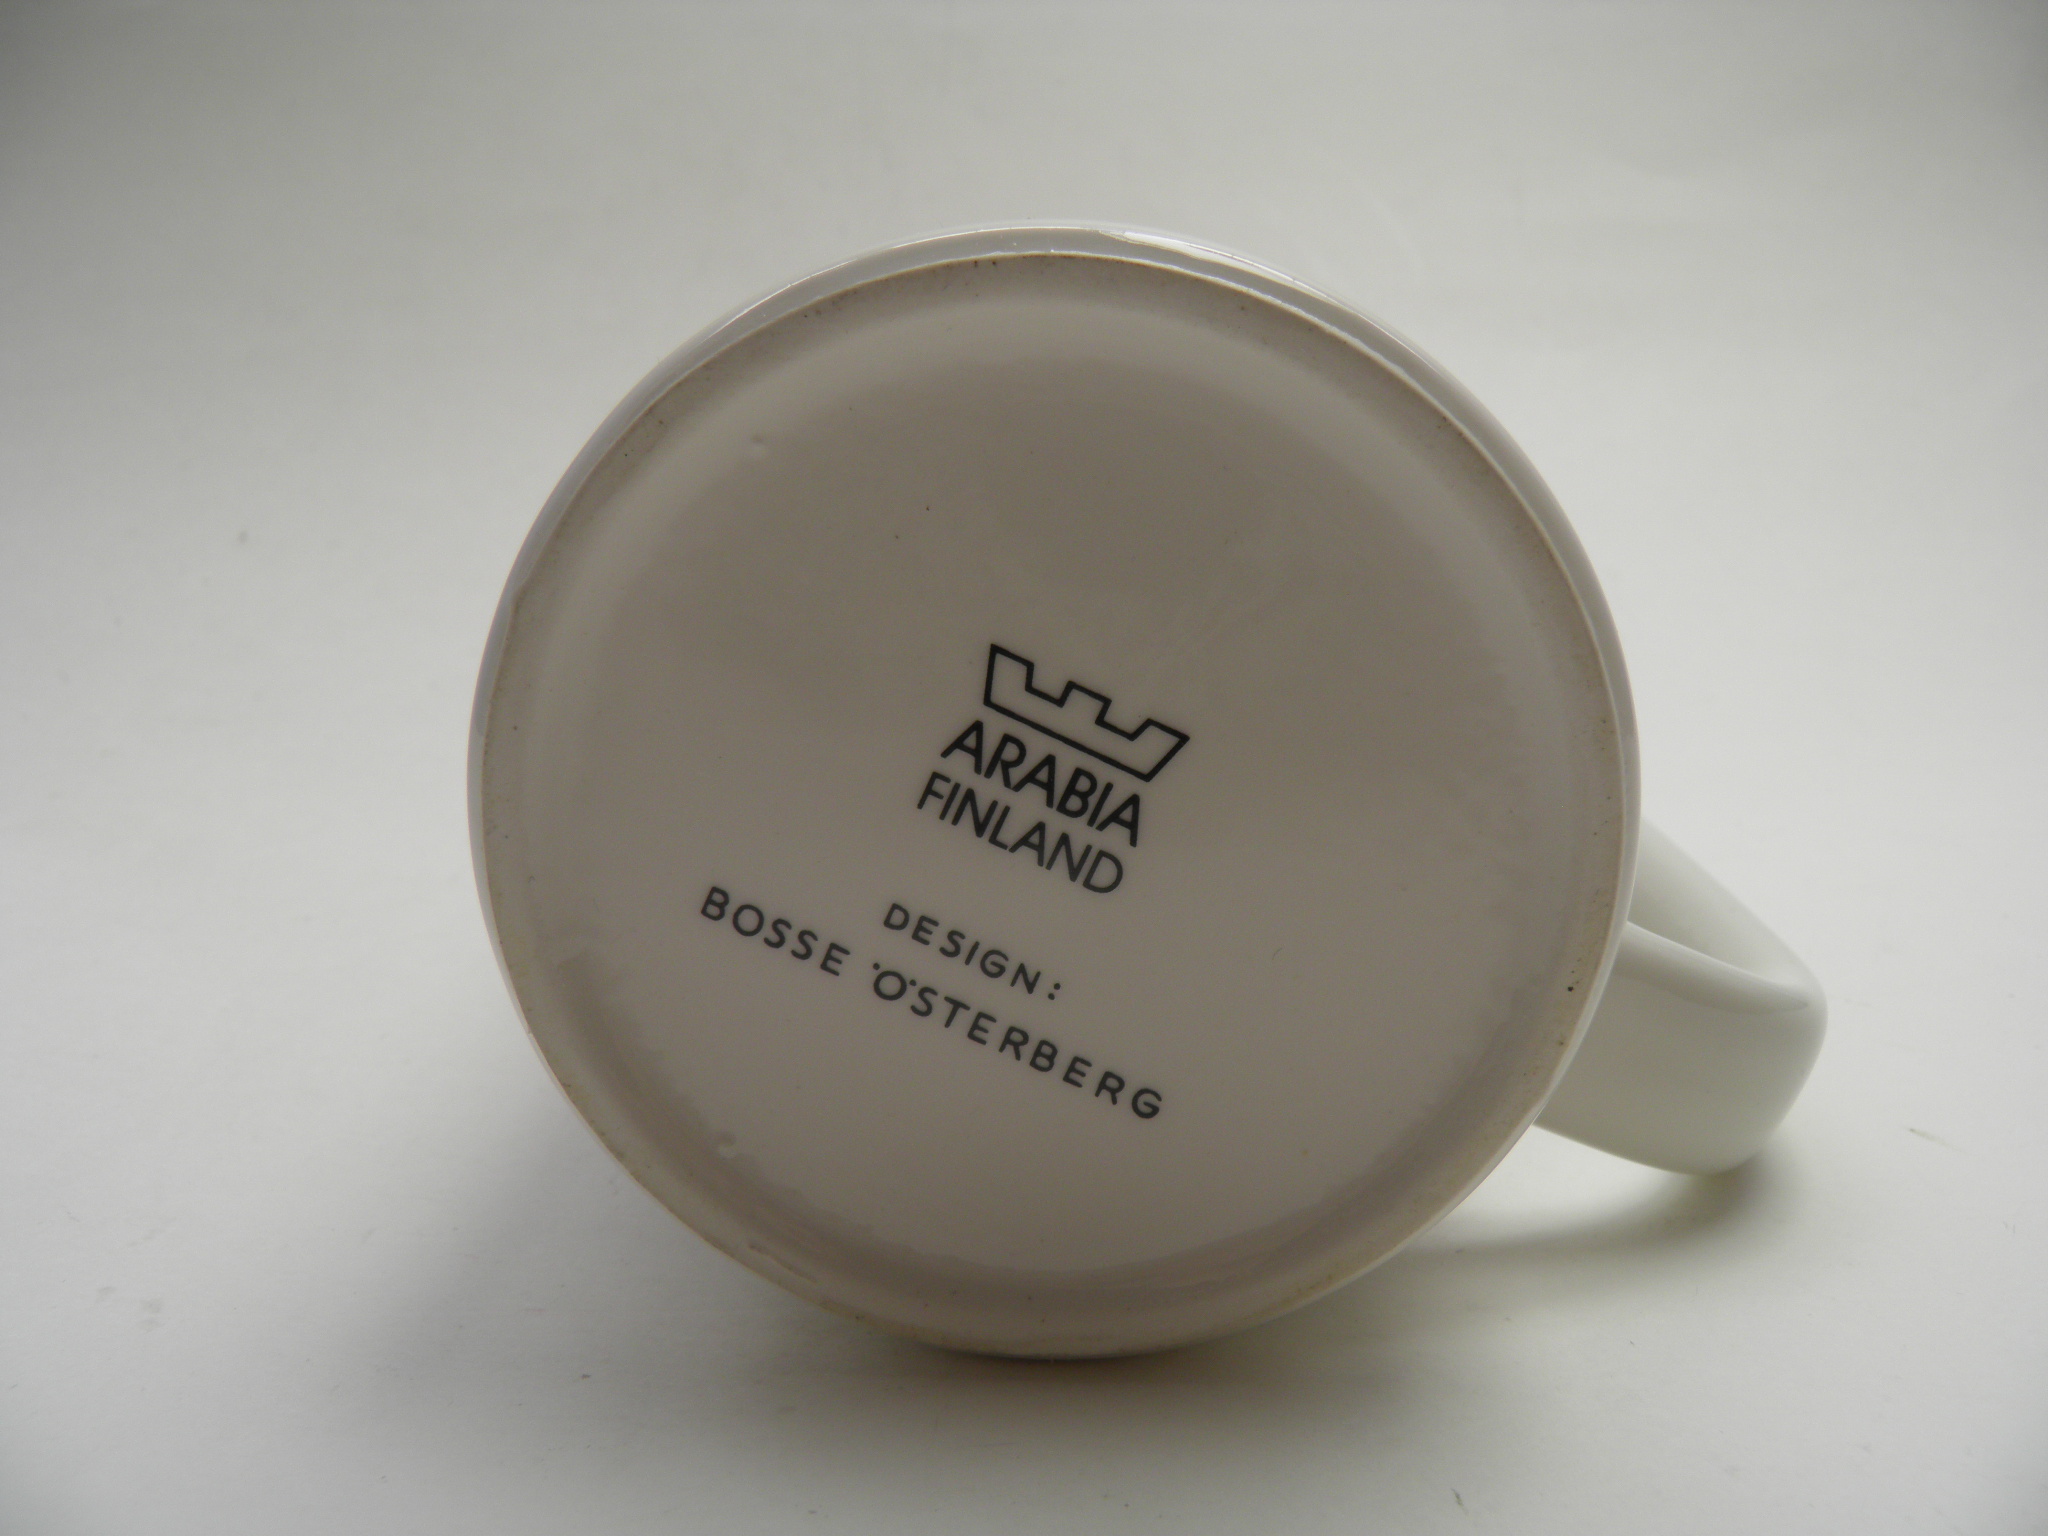 ARABIA
FINLAND
DESIGN:
BOSSE ÖSTERBERG